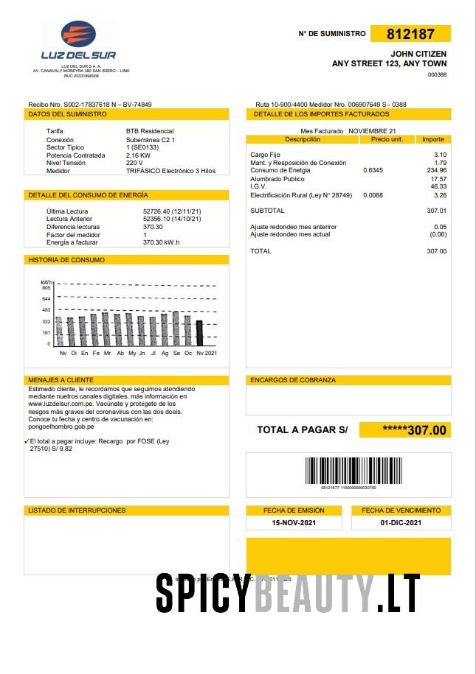 LUZ DEL SUR
LUZ DEL SUR S.A.A.
AV. CANAVAL Y MOREYRA 380 SAN ISIDRO - LIMA
N° DE SUMINISTRO 812187
JOHN CITIZEN
ANY STREET 123, ANY TOWN
000388
Recibo Nro. S002-17837618 N – BV-74849
DATOS DEL SUMINISTRO
Tarifa BTB Residencial
Conexión Subterránea C2.1
Sector Tipico 1 (SE0133)
Potencia Contratada 2.16 KW
Nivel Tensión 220 V
Medidor TRIFÁSICO Electrónico 3 Hilos
DETALLE DEL CONSUMO DE ENERGÍA
Última Lectura 52726.40 (12/11/21)
Lectura Anterior 52356.10 (14/10/21)
Diferencia lecturas 370.30
Factor del medidor 1
Energía a facturar 370,30 kW.h
HISTORIA DE CONSUMO
kWh
805
644
483
322
161
0
Nv Di En Fe Mr Ab My Jn Jl Ag Se Oc Nv 2021
MENAJES A CLIENTE
Estimedo cliente, le recordamos que seguimos atendiendo
mediante nuetros canales digitales, más información en
www.luzdelsur.com.pe. Vacúnate y protégete de los
riesgos más graves del coronavirus con las dos dosis.
Conoce tu fecha y centro de vacunación en:
pongoelhombro.gob.pe
✓El total a pagar incluye: Recargo por FOSE (Ley
27510) S/ 9.82
LISTADO DE INTERRUPCIONES
Ruta 10-900-4400 Medidor Nro. 006907649 S - 0388
DETALLE DE LOS IMPORTES FACTURADOS
Mes Facturado NOVIEMBRE 21
Descripción Precio unit. Importe
Cargo Fijo 3.10
Mant. y Resposición de Conexión 1.79
Consumo de Energía 0.6345 234.96
Alumbrado Publico 17.57
I.G.V. 46.33
Electrificación Rural (Ley N° 28749) 0.0088 3.26
SUBTOTAL 307.01
Ajuste redondeo mes anterior 0.05
Ajuste redondeo mes actual (0.06)
TOTAL 307.00
ENCARGOS DE COBRANZA
TOTAL A PAGAR S/ *****307.00
FECHA DE EMISIÓN FECHA DE VENCIMIENTO
15-NOV-2021 01-DIC-2021
SPICYBEAUTY.LT